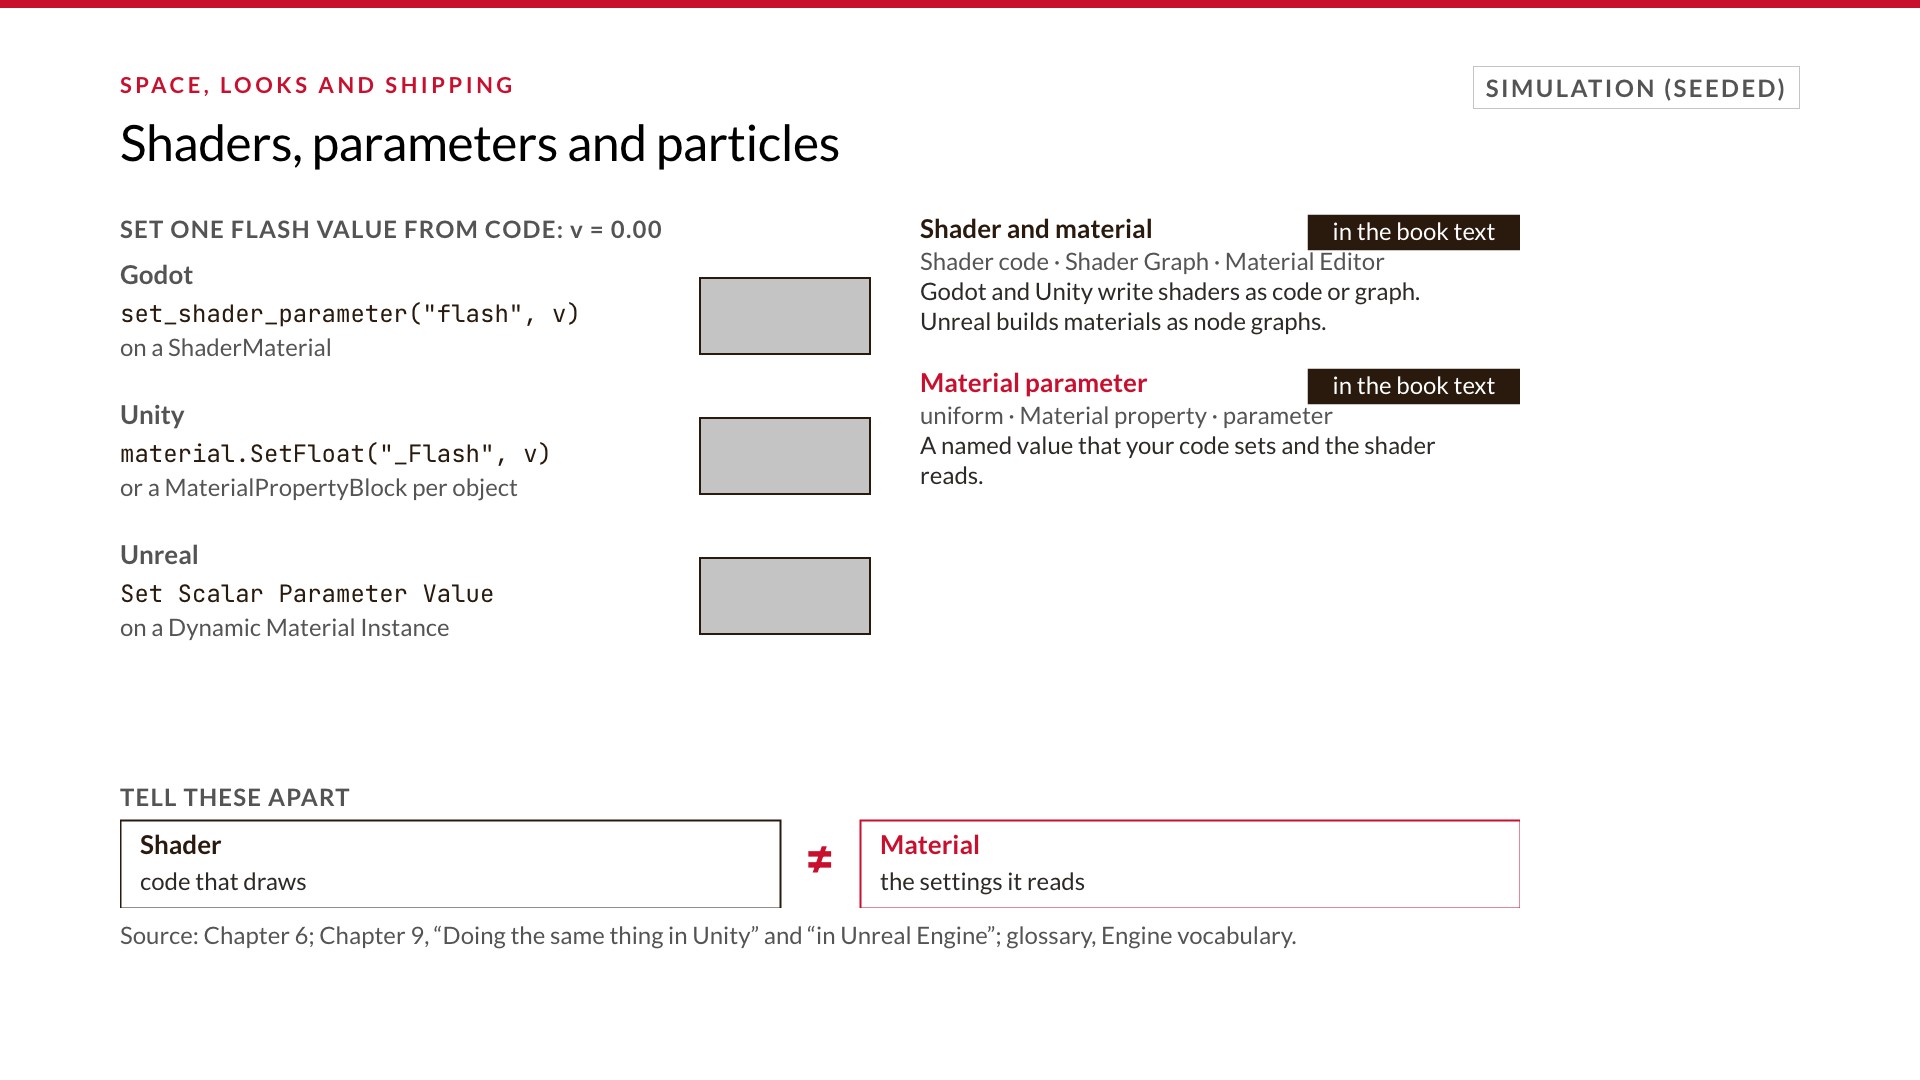 SPACE, LOOKS AND SHIPPING
SIMULATION (SEEDED)
Shaders, parameters and particles
SET ONE FLASH VALUE FROM CODE: v = 0.00
Godot
set_shader_parameter("flash", v)
on a ShaderMaterial
Unity
material.SetFloat("_Flash", v)
or a MaterialPropertyBlock per object
Unreal
Set Scalar Parameter Value
on a Dynamic Material Instance
Shader and material
in the book text
Shader code · Shader Graph · Material Editor
Godot and Unity write shaders as code or graph.
Unreal builds materials as node graphs.
Material parameter
in the book text
uniform · Material property · parameter
A named value that your code sets and the shader
reads.
TELL THESE APART
Shader
code that draws
≠
Material
the settings it reads
Source: Chapter 6; Chapter 9, “Doing the same thing in Unity” and “in Unreal Engine”; glossary, Engine vocabulary.